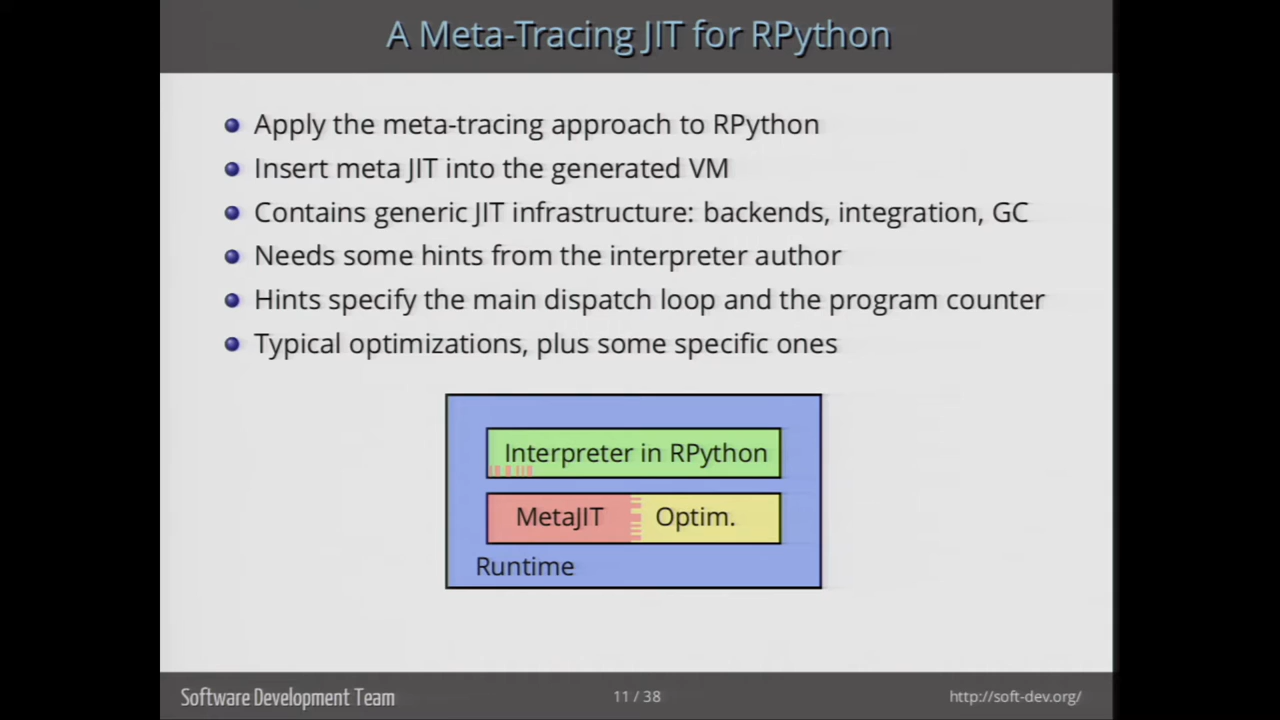 A Meta-Tracing JIT for RPython
Apply the meta-tracing approach to RPython
Insert meta JIT into the generated VM
Contains generic JIT infrastructure: backends, integration, GC
Needs some hints from the interpreter author
Hints specify the main dispatch loop and the program counter
Typical optimizations, plus some specific ones
Interpreter in RPython
MetaJIT Optim.
Runtime
Software Development Team 11 / 38 http://soft-dev.org/